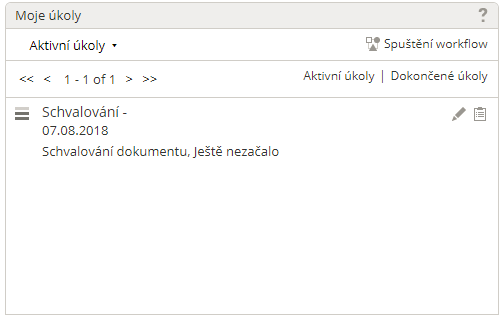 Moje úkoly ?
Aktivní úkoly
Spuštění workflow
<< < 1 - 1 of 1 > >>
Aktivní úkoly | Dokončené úkoly
Schvalování -
07.08.2018
Schvalování dokumentu, Ještě nezačalo